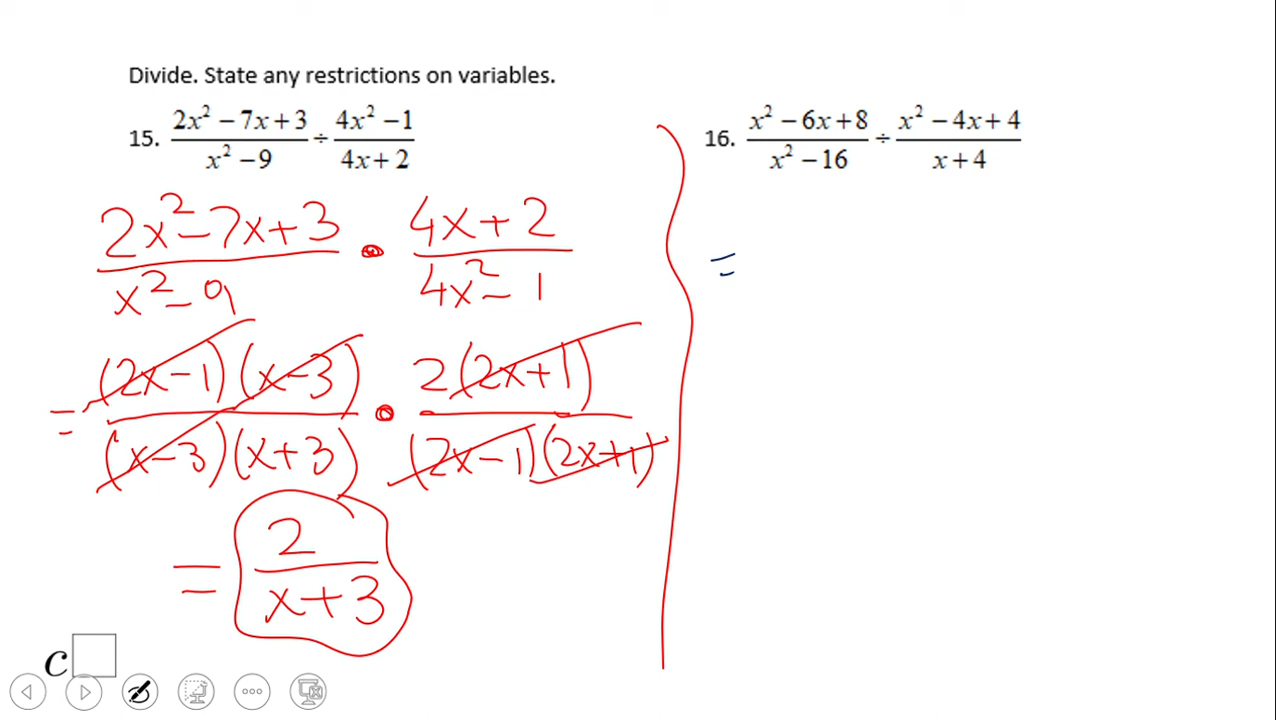 Divide. State any restrictions on variables.
15. (2x² − 7x + 3)/(x² − 9) ÷ (4x² − 1)/(4x + 2)
(2x² − 7x + 3)/(x² − 9) • (4x + 2)/(4x² − 1)
= ((2x − 1)(x − 3))/((x − 3)(x + 3)) • (2(2x + 1))/((2x − 1)(2x + 1))
= 2/(x + 3)
c
16. (x² − 6x + 8)/(x² − 16) ÷ (x² − 4x + 4)/(x + 4)
=